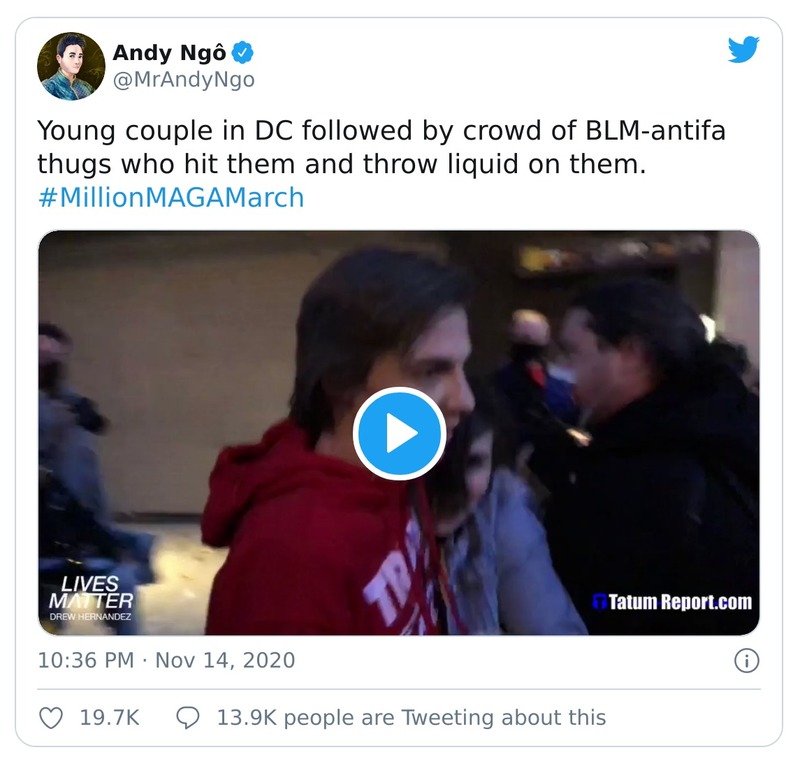 Andy Ngô
@MrAndyNgo
Young couple in DC followed by crowd of BLM-antifa
thugs who hit them and throw liquid on them.
#MillionMAGAMarch
LIVES
MATTER
DREW HERNANDEZ
Tatum Report.com
10:36 PM · Nov 14, 2020
19.7K
13.9K people are Tweeting about this